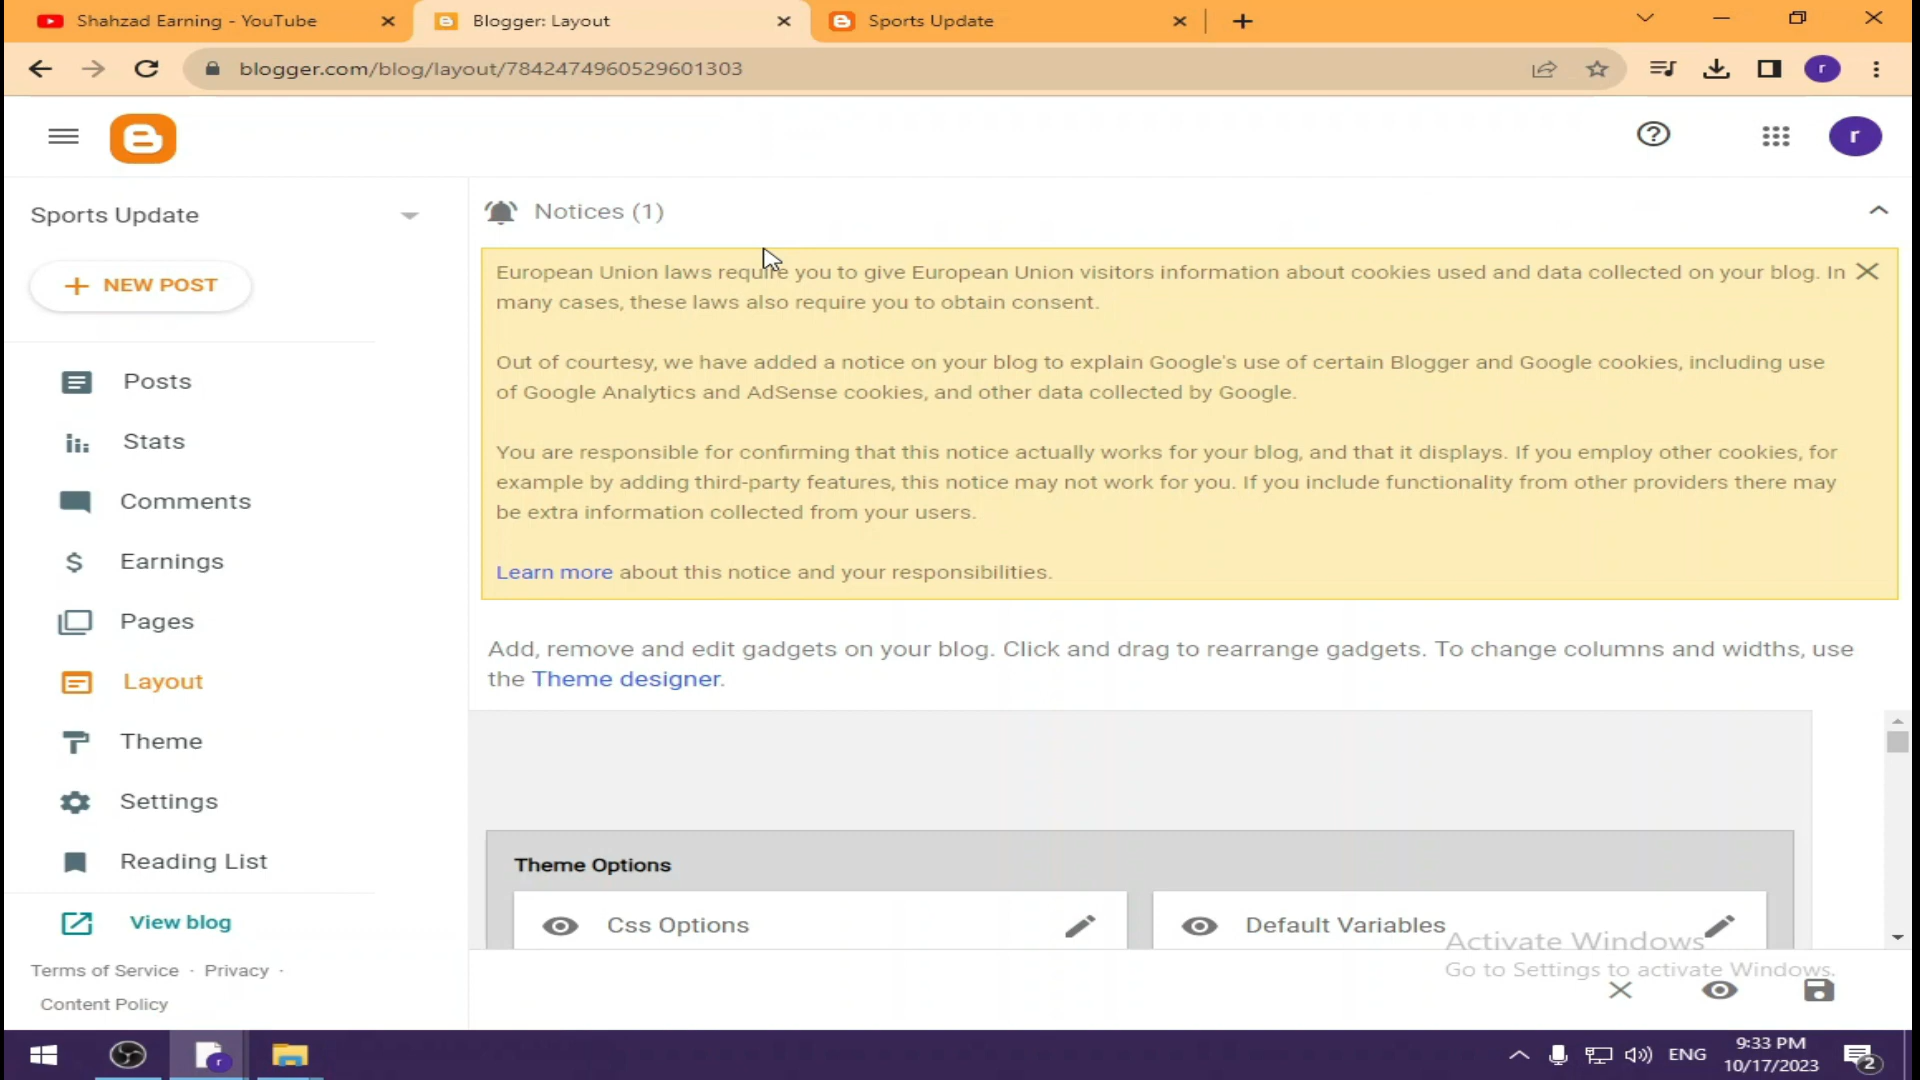 Shahzad Earning - YouTube
Blogger: Layout
Sports Update
blogger.com/blog/layout/7842474960529601303
r
r
Sports Update
NEW POST
Posts
Stats
Comments
Earnings
Pages
Layout
Theme
Settings
Reading List
View blog
Terms of Service · Privacy ·
Content Policy
Notices (1)
European Union laws require you to give European Union visitors information about cookies used and data collected on your blog. In
many cases, these laws also require you to obtain consent.
Out of courtesy, we have added a notice on your blog to explain Google's use of certain Blogger and Google cookies, including use
of Google Analytics and AdSense cookies, and other data collected by Google.
You are responsible for confirming that this notice actually works for your blog, and that it displays. If you employ other cookies, for
example by adding third-party features, this notice may not work for you. If you include functionality from other providers there may
be extra information collected from your users.
Learn more about this notice and your responsibilities.
Add, remove and edit gadgets on your blog. Click and drag to rearrange gadgets. To change columns and widths, use
the Theme designer.
Theme Options
Css Options
Default Variables
Activate Windows
Go to Settings to activate Windows.
r
ENG
9:33 PM
10/17/2023
2